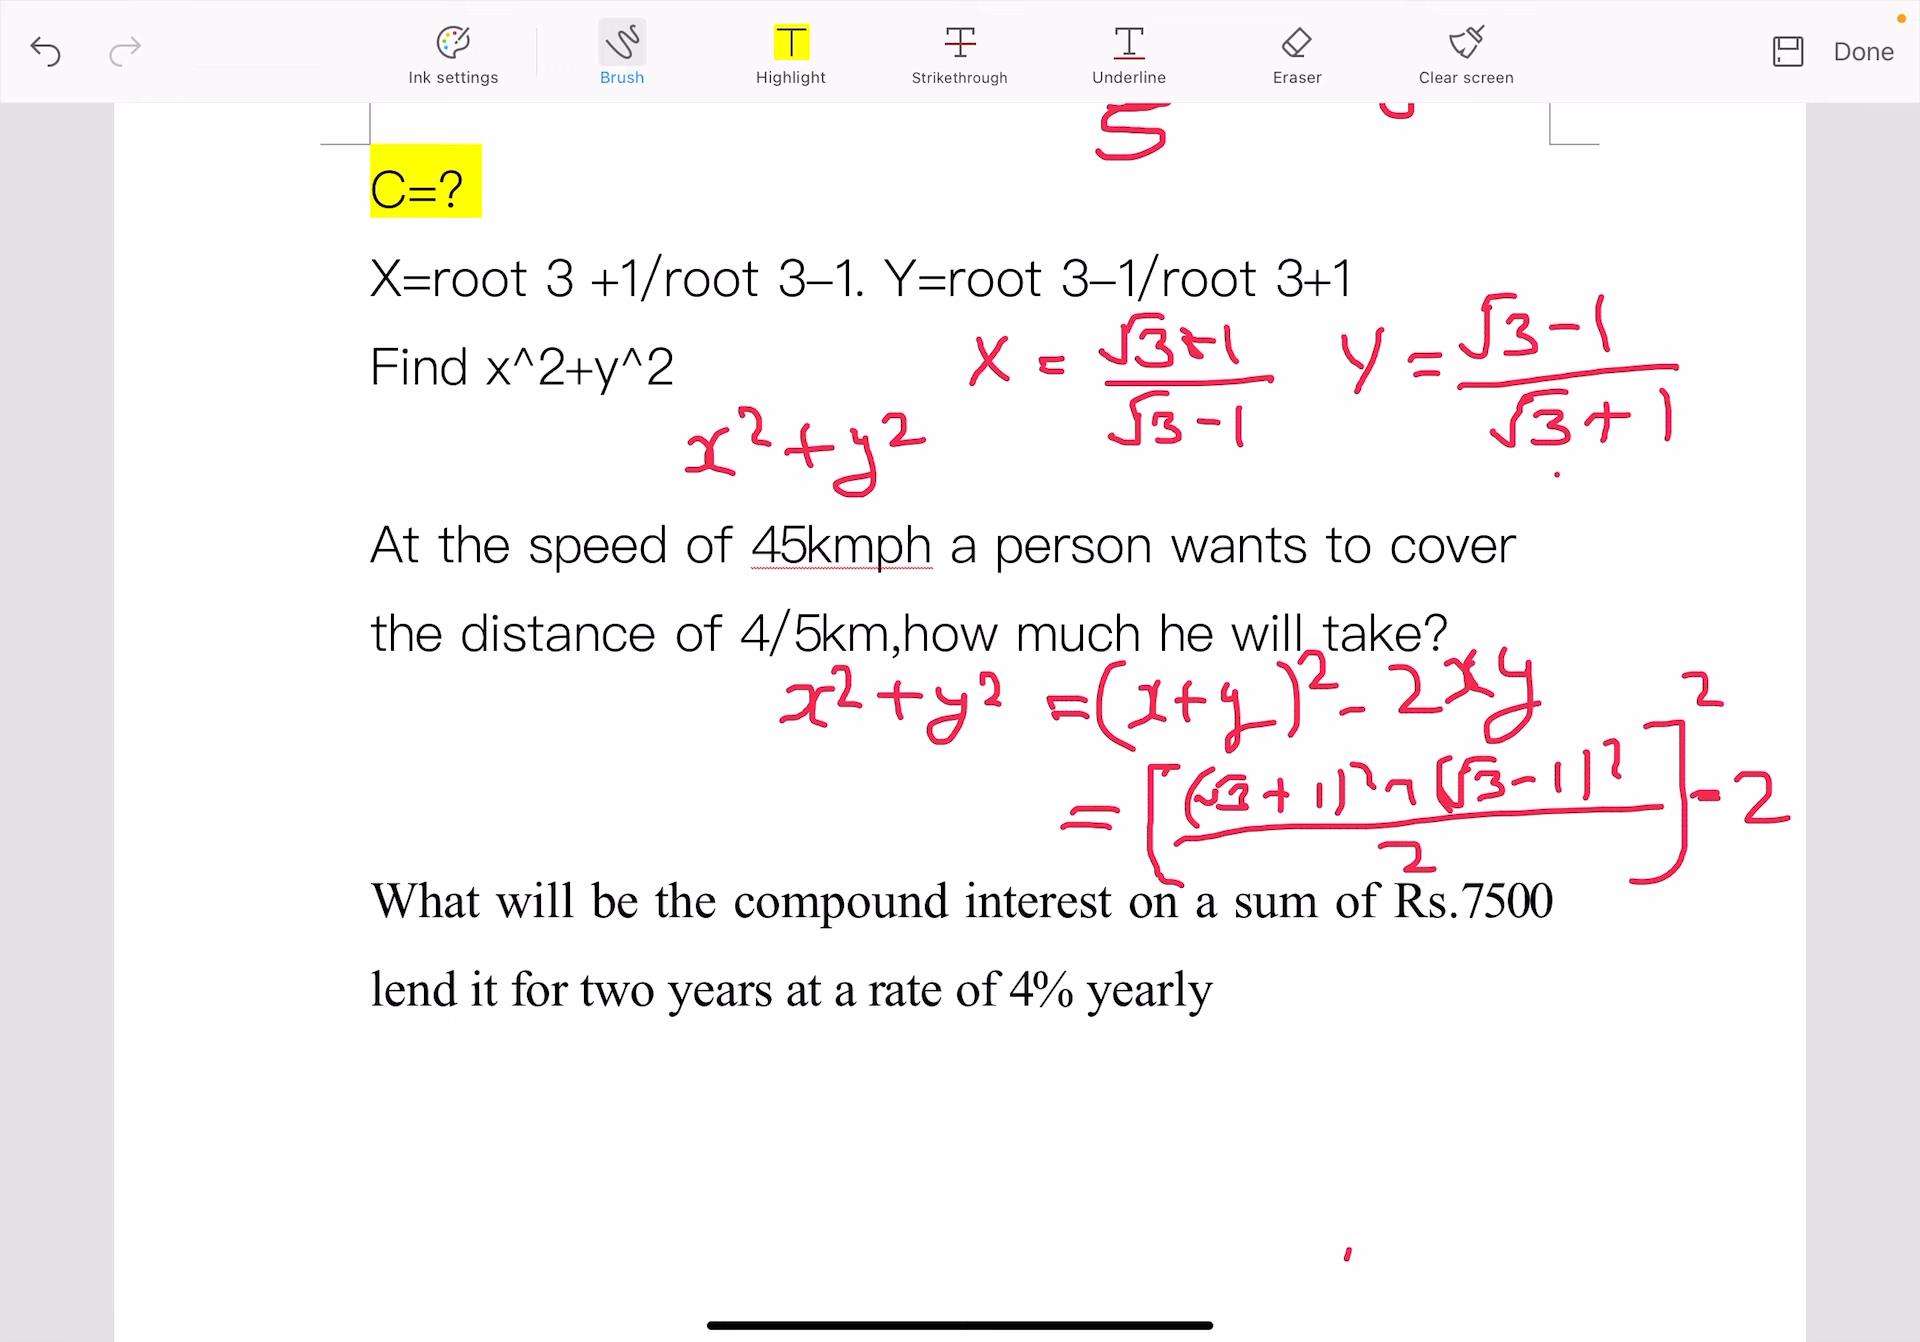 Ink settings Brush Highlight Strikethrough Underline Eraser Clear screen Done
5
C=?
X=root 3 +1/root 3–1. Y=root 3–1/root 3+1
Find x^2+y^2
X = √3+1 / √3-1 Y = √3-1 / √3+1
x²+y²
At the speed of 45kmph a person wants to cover
the distance of 4/5km,how much he will take?
x²+y² =(x+y)²-2xy
= [(√3+1)²+(√3-1)² / 2]² - 2
What will be the compound interest on a sum of Rs.7500
lend it for two years at a rate of 4% yearly